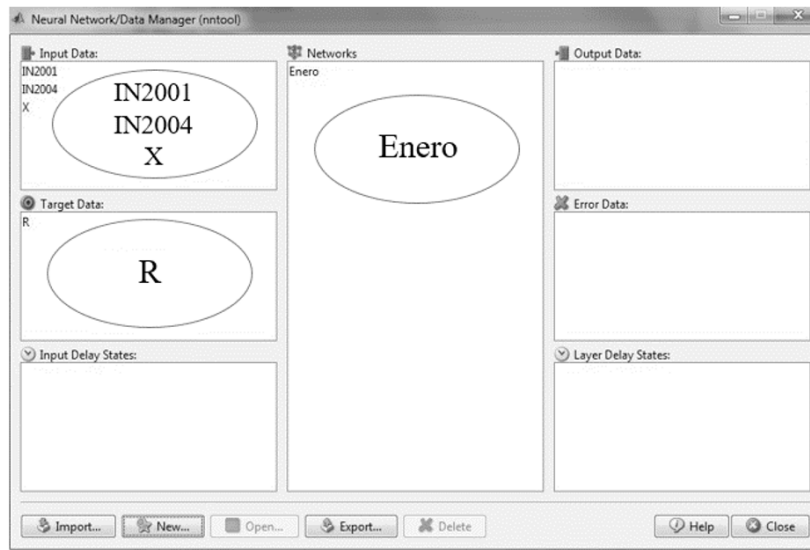 Neural Network/Data Manager (nntool)
Input Data:
IN2001
IN2004
X
IN2001
IN2004
X
Target Data:
R
R
Input Delay States:
Networks
Enero
Enero
Output Data:
Error Data:
Layer Delay States:
Import...
New...
Open...
Export...
Delete
Help
Close